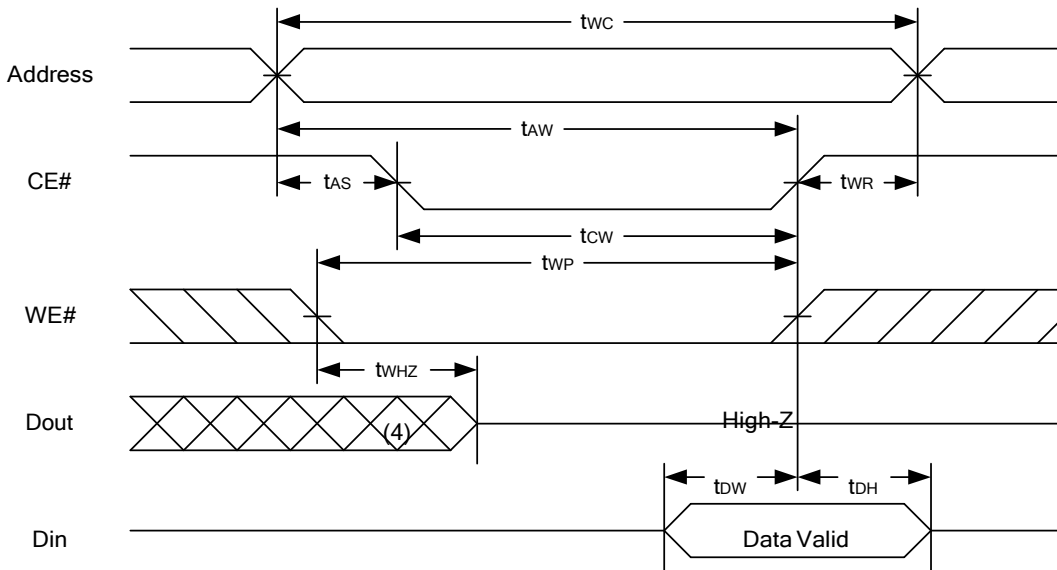 tWC
Address
tAW
CE#
tAS
tWR
tCW
tWP
WE#
tWHZ
Dout
(4)
High-Z
tDW
tDH
Din
Data Valid